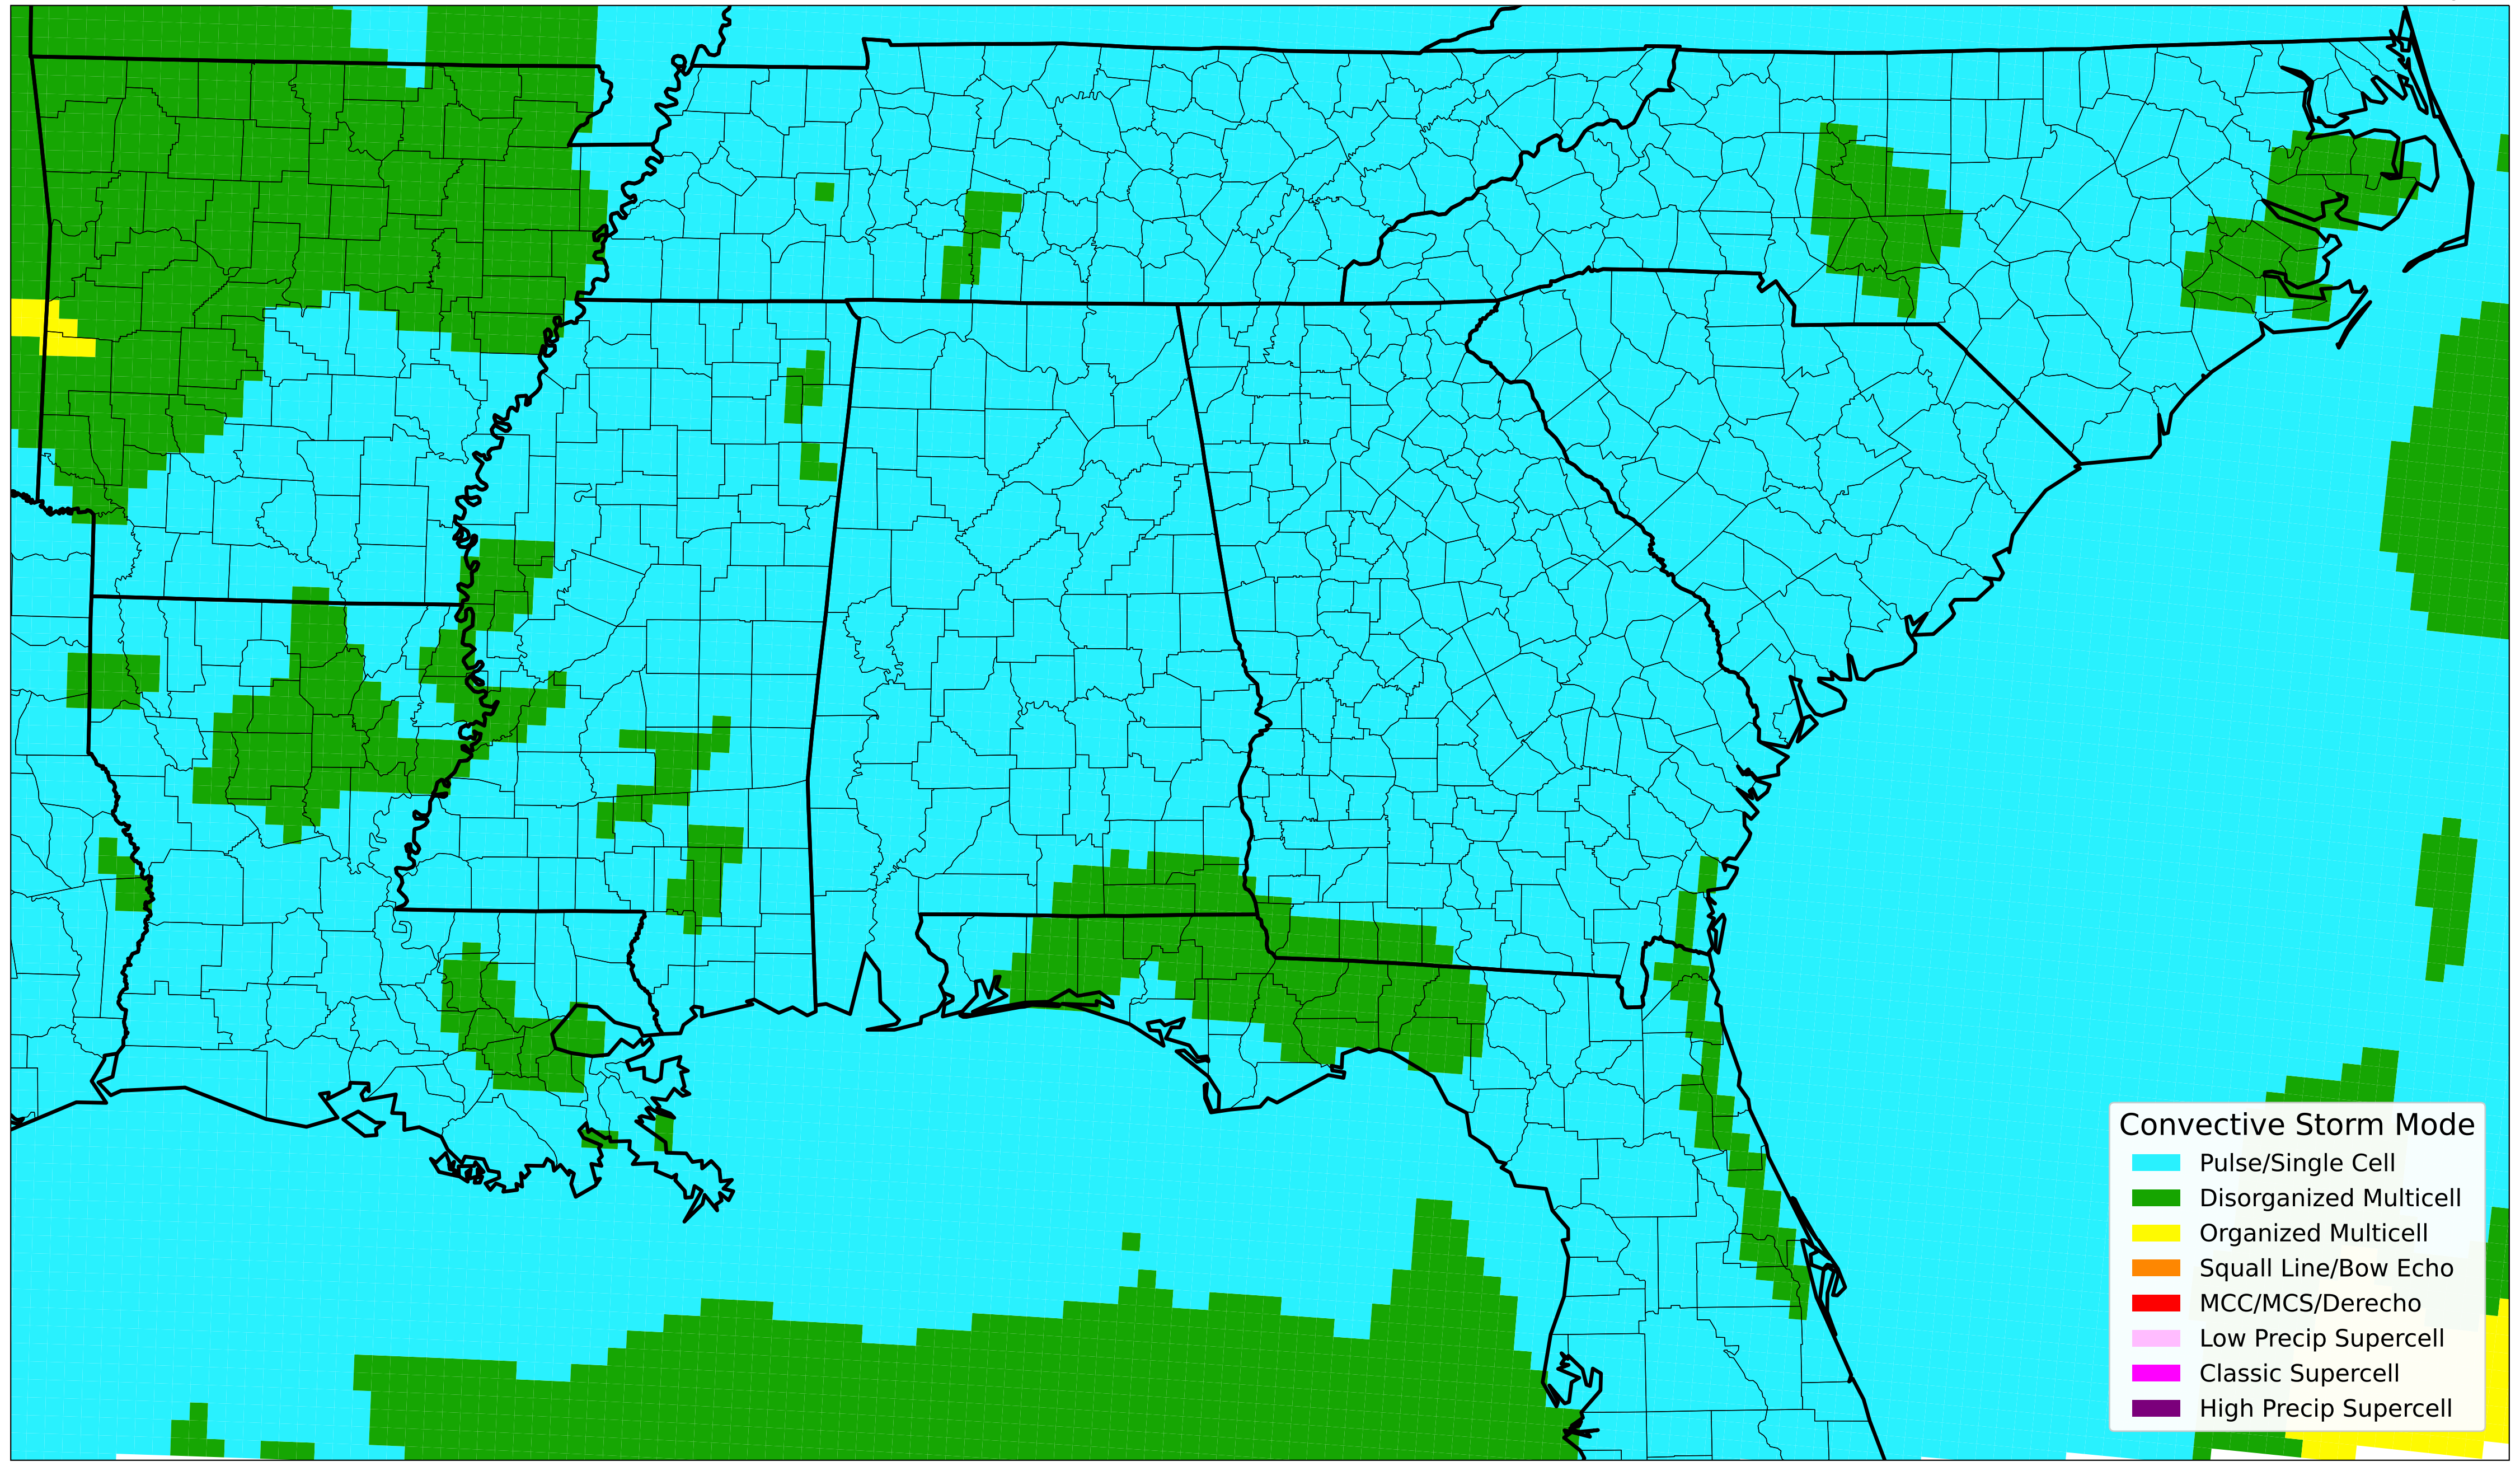 Convective Storm Mode
Pulse/Single Cell
Disorganized Multicell
Organized Multicell
Squall Line/Bow Echo
MCC/MCS/Derecho
Low Precip Supercell
Classic Supercell
High Precip Supercell